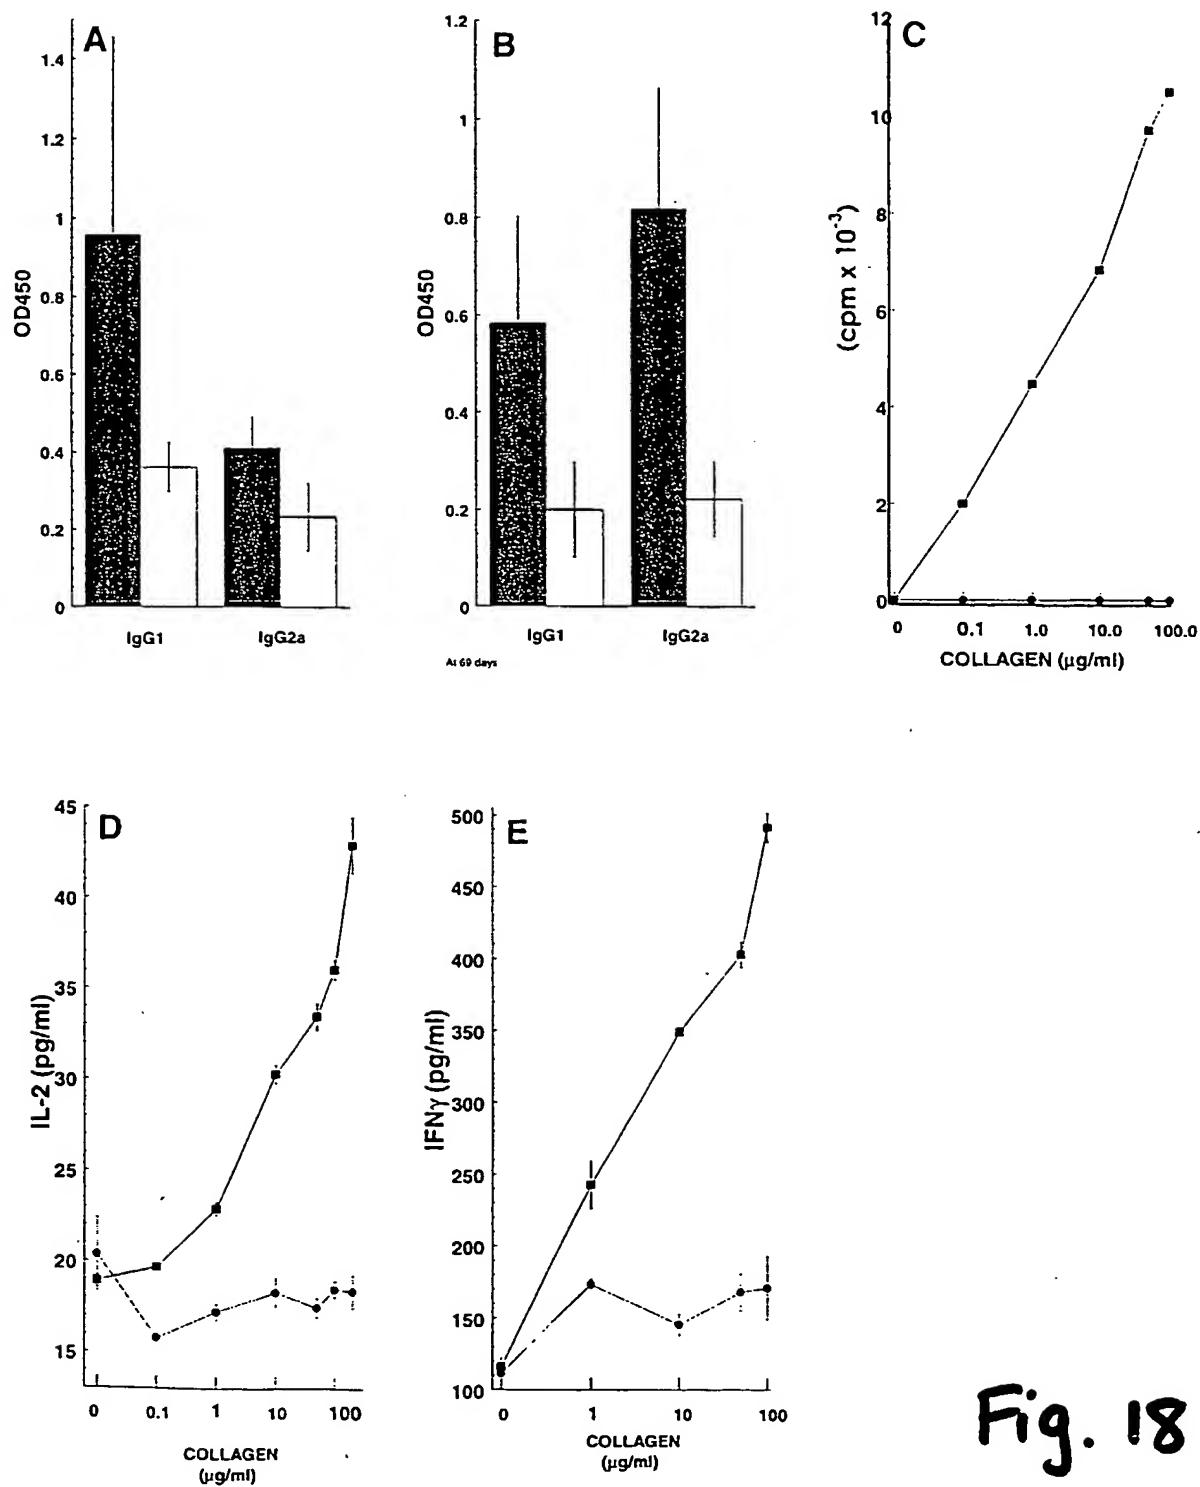 A
OD450
1.4
1.2
1
0.8
0.6
0.4
0.2
0
IgG1 IgG2a
B
OD450
1.2
1
0.8
0.6
0.4
0.2
0
IgG1 IgG2a
At 69 days
C
(cpm x 10⁻³)
12
10
8
6
4
2
0
0 0.1 1.0 10.0 100.0
COLLAGEN (μg/ml)
D
IL-2 (pg/ml)
45
40
35
30
25
20
15
0 0.1 1 10 100
COLLAGEN
(μg/ml)
E
IFNγ (pg/ml)
500
450
400
350
300
250
200
150
100
0 1 10 100
COLLAGEN
(μg/ml)
Fig. 18